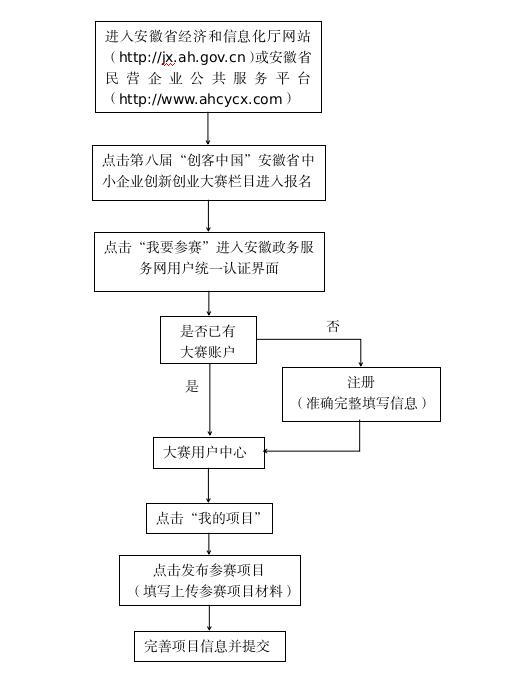 进入安徽省经济和信息化厅网站
（http://jx.ah.gov.cn)或安徽省
民营企业公共服务平台
（http://www.ahcycx.com）
点击第八届“创客中国”安徽省中
小企业创新创业大赛栏目进入报名
点击“我要参赛”进入安徽政务服
务网用户统一认证界面
是否已有
大赛账户
否
是
注册
（准确完整填写信息）
大赛用户中心
点击“我的项目”
点击发布参赛项目
（填写上传参赛项目材料）
完善项目信息并提交